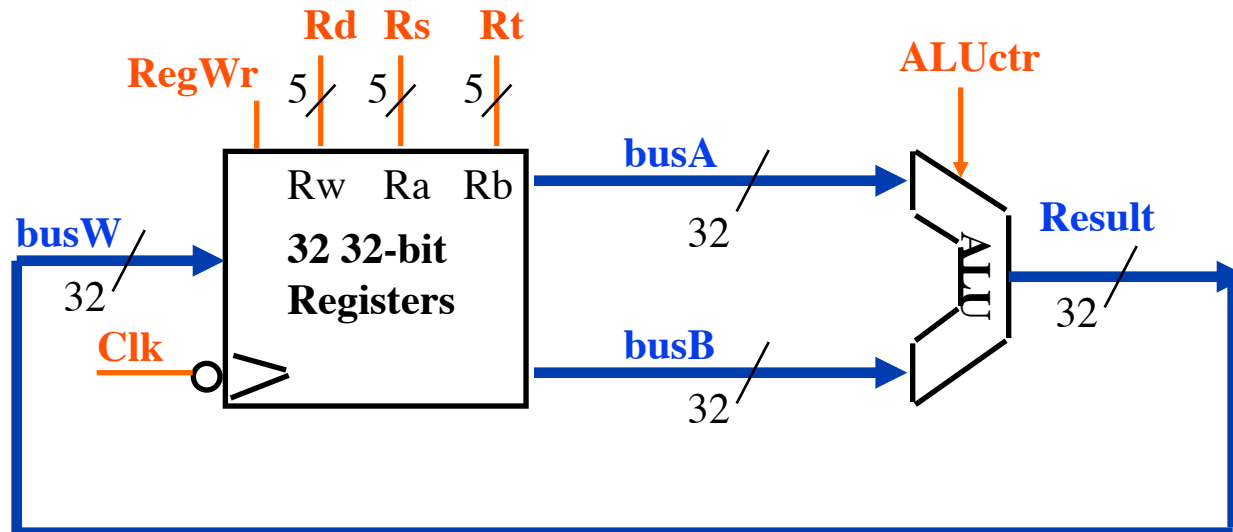 Rd Rs Rt
RegWr
ALUctr
5 5 5
busA
Rw Ra Rb
32
busW
32 32-bit
Registers
Result
ALU
32
32
Clk
busB
32